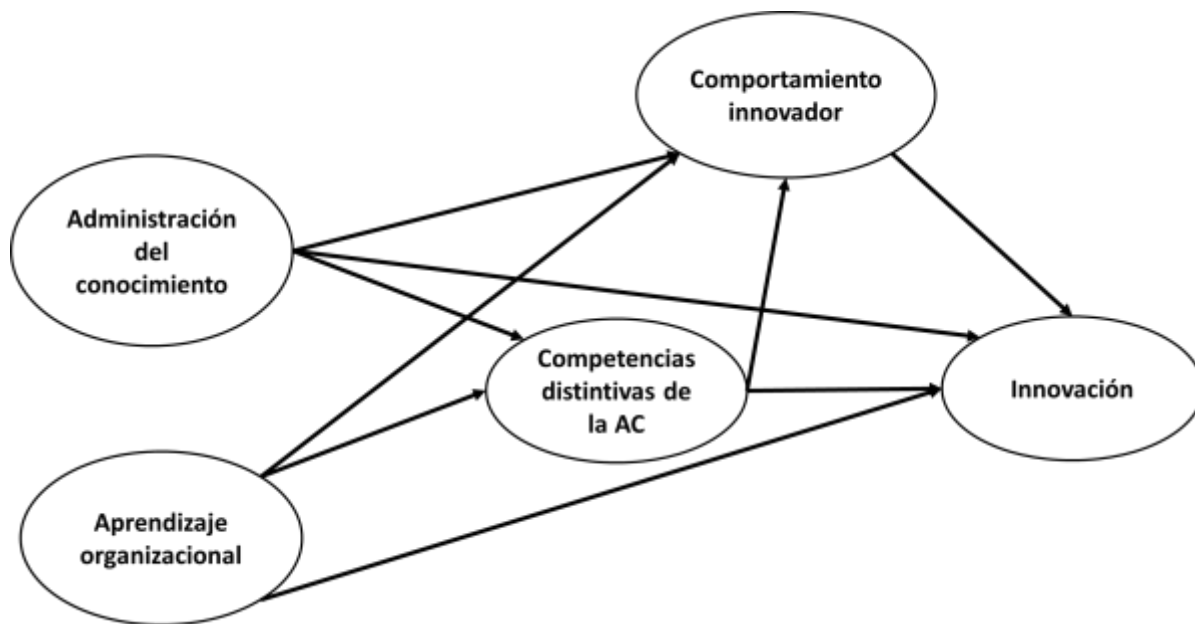 Comportamiento
innovador
Administración
del
conocimiento
Competencias
distintivas de
la AC
Innovación
Aprendizaje
organizacional